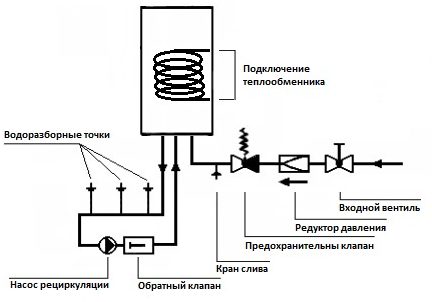 Подключение
теплообменника
Водоразборные точки
Входной вентиль
Редуктор давления
Предохранительны клапан
Кран слива
Насос рециркуляции
Обратный клапан